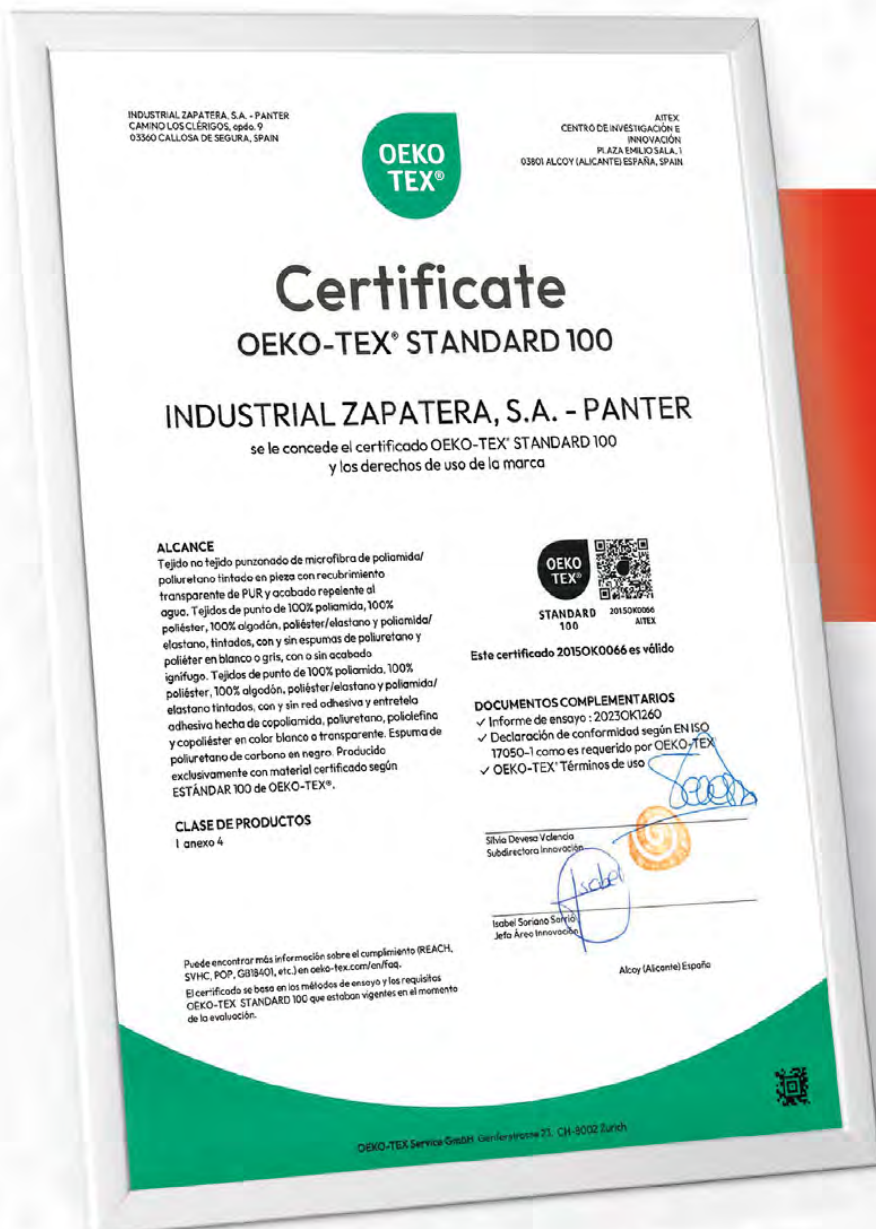 INDUSTRIAL ZAPATERA, S.A. - PANTER
CAMINO LOS CLÉRIGOS, apdo. 9
03360 CALLOSA DE SEGURA, SPAIN
AITEX
CENTRO DE INVESTIGACIÓN E
INNOVACIÓN
PLAZA EMILIO SALA, 1
03801 ALCOY (ALICANTE) ESPAÑA, SPAIN
OEKO
TEX®
Certificate
OEKO-TEX® STANDARD 100
INDUSTRIAL ZAPATERA, S.A. - PANTER
se le concede el certificado OEKO-TEX® STANDARD 100
y los derechos de uso de la marca
ALCANCE
Tejido no tejido punzonado de microfibra de poliamida/
poliuretano tintado en pieza con recubrimiento
transparente de PUR y acabado repelente al
agua. Tejidos de punto de 100% poliamida, 100%
poliéster, 100% algodón, poliéster/elastano y poliamida/
elastano, tintados, con y sin espumas de poliuretano y
poliéter en blanco o gris, con o sin acabado
ignífugo. Tejidos de punto de 100% poliamida, 100%
poliéster, 100% algodón, poliéster/elastano y poliamida/
elastano tintados, con y sin red adhesiva y entretela
adhesiva hecha de copoliamida, poliuretano, poliolefina
y copoliéster en color blanco o transparente. Espuma de
poliuretano de carbono en negro. Producido
exclusivamente con material certificado según
ESTÁNDAR 100 de OEKO-TEX®.
CLASE DE PRODUCTOS
I anexo 4
OEKO
TEX®
STANDARD
100
2015OK0066
AITEX
Este certificado 2015OK0066 es válido
DOCUMENTOS COMPLEMENTARIOS
✓ Informe de ensayo : 2023OK1260
✓ Declaración de conformidad según EN ISO
17050-1 como es requerido por OEKO-TEX®
✓ OEKO-TEX® Términos de uso
Silvia Devesa Valencia
Subdirectora Innovación
Isabel
Isabel Soriano Sarrió
Jefa Área Innovación
Alcoy (Alicante) España
Puede encontrar más información sobre el cumplimiento (REACH,
SVHC, POP, GB18401, etc.) en oeko-tex.com/en/faq.
El certificado se basa en los métodos de ensayo y los requisitos
OEKO-TEX STANDARD 100 que estaban vigentes en el momento
de la evaluación.
OEKO-TEX Service GmbH Genferstrasse 23, CH-8002 Zurich